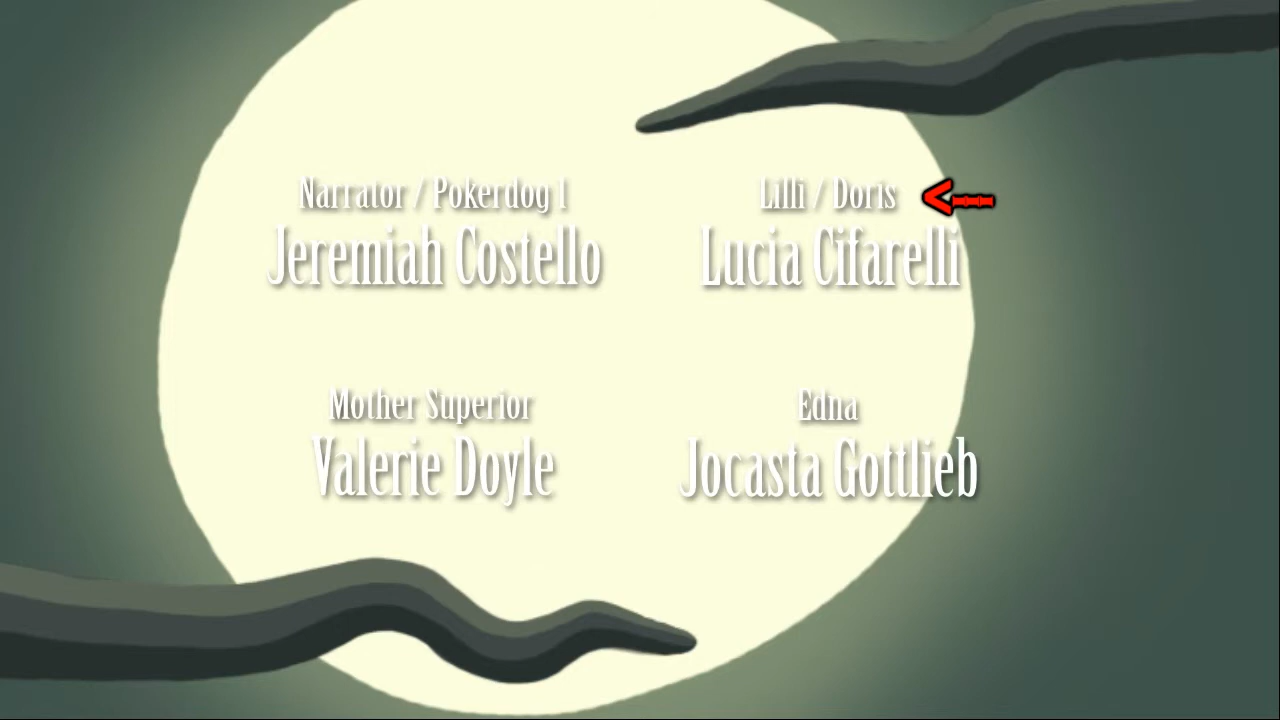 Narrator / Pokerdog 1
Jeremiah Costello
Lilli / Doris
Lucia Cifarelli
Mother Superior
Valerie Doyle
Edna
Jocasta Gottlieb